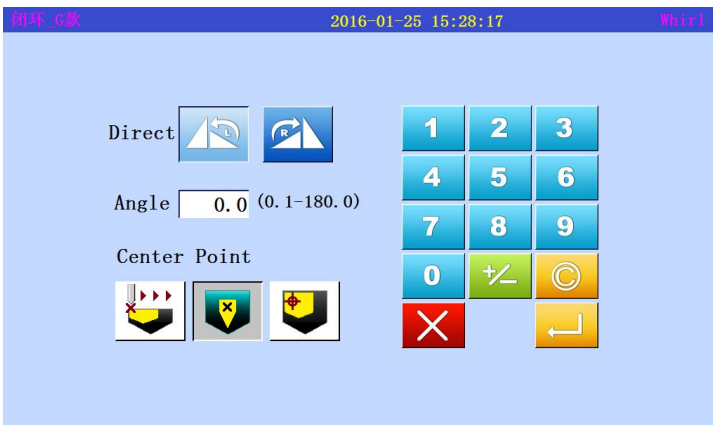 闭环_G款 2016-01-25 15:28:17 Whirl
Direct L R
Angle 0.0 (0.1-180.0)
Center Point
1 2 3
4 5 6
7 8 9
0 +/- C